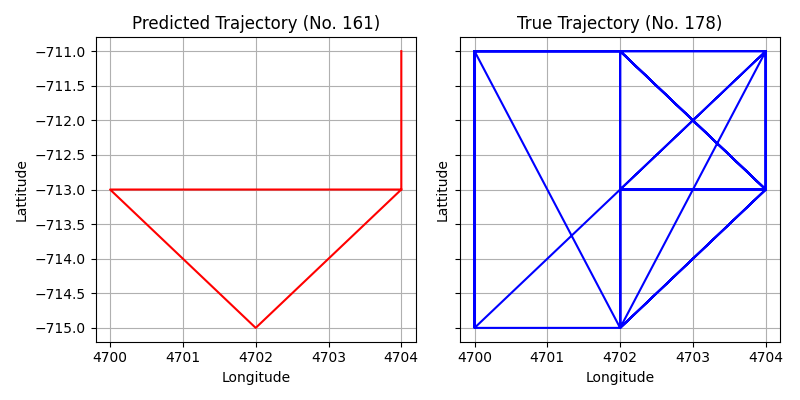 Predicted Trajectory (No. 161)
True Trajectory (No. 178)
−711.0
−711.5
−712.0
−712.5
−713.0
−713.5
−714.0
−714.5
−715.0
Lattitude
Lattitude
4700 4701 4702 4703 4704
4700 4701 4702 4703 4704
Longitude
Longitude